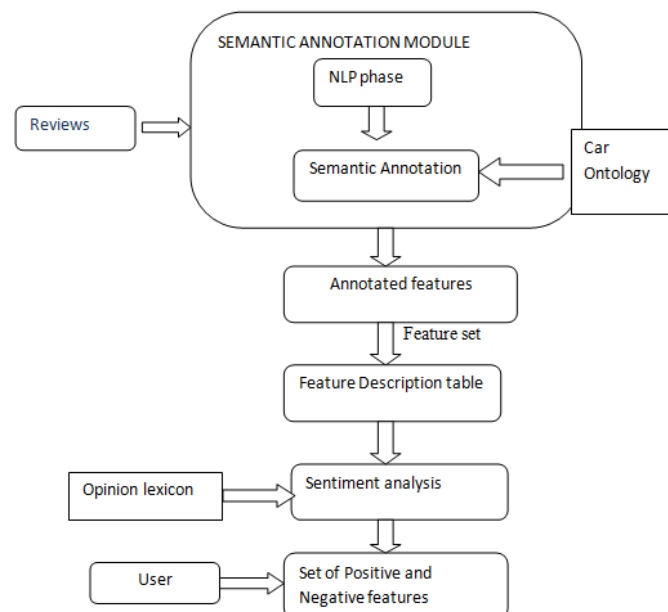 SEMANTIC ANNOTATION MODULE
NLP phase
Reviews
Semantic Annotation
Car
Ontology
Annotated features
Feature set
Feature Description table
Opinion lexicon
Sentiment analysis
User
Set of Positive and
Negative features